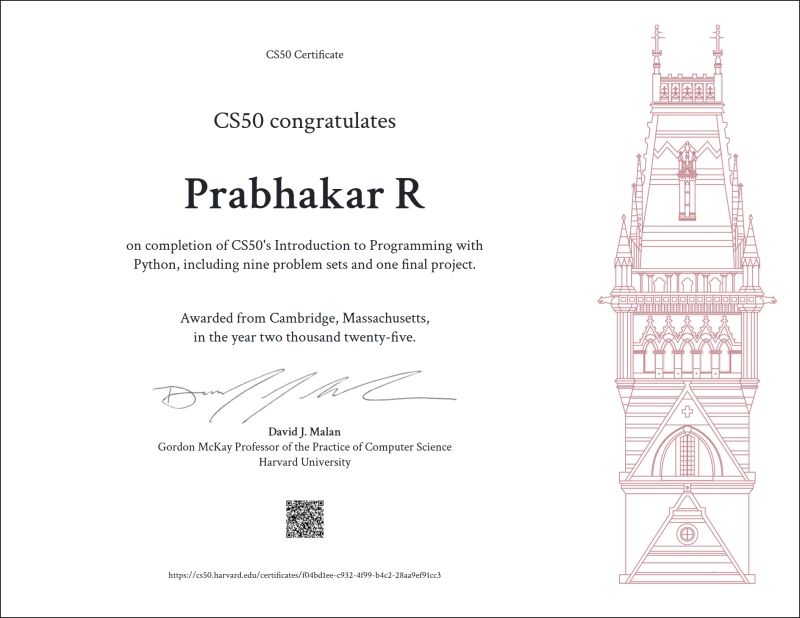 CS50 Certificate
CS50 congratulates
Prabhakar R
on completion of CS50's Introduction to Programming with
Python, including nine problem sets and one final project.
Awarded from Cambridge, Massachusetts,
in the year two thousand twenty-five.
David J. Malan
Gordon McKay Professor of the Practice of Computer Science
Harvard University
https://cs50.harvard.edu/certificates/f04bd1ee-c932-4f99-b4c2-28aa9ef91cc3